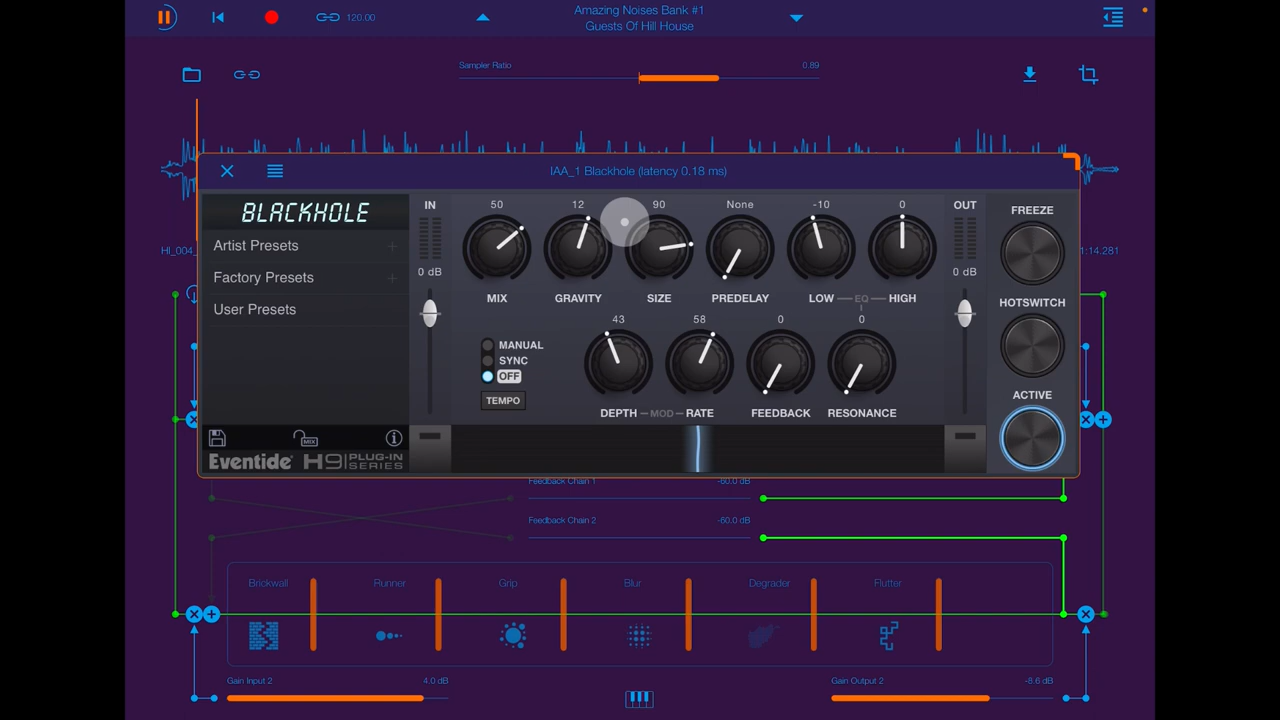 120.00
Amazing Noises Bank #1
Guests Of Hill House
Sampler Ratio
0.89
IAA_1 Blackhole (latency 0.18 ms)
HI_004_
1:14.281
BLACKHOLE
Artist Presets +
Factory Presets +
User Presets
IN
0 dB
50
12
90
None
-10
0
MIX
GRAVITY
SIZE
PREDELAY
LOW
EQ
HIGH
OUT
0 dB
MANUAL
SYNC
OFF
TEMPO
43
58
0
0
DEPTH
MOD
RATE
FEEDBACK
RESONANCE
FREEZE
HOTSWITCH
ACTIVE
MIX
Eventide H9 PLUG-IN SERIES
Feedback Chain 1
-60.0 dB
Feedback Chain 2
-60.0 dB
Brickwall
Runner
Grip
Blur
Degrader
Flutter
Gain Input 2
4.0 dB
Gain Output 2
-8.6 dB